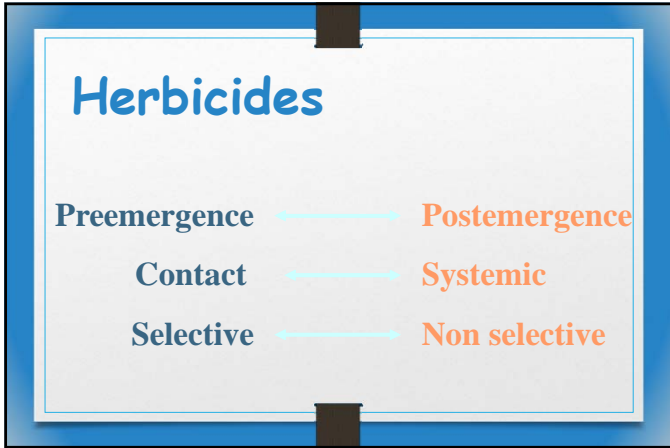 Herbicides
Preemergence Postemergence
Contact Systemic
Selective Non selective